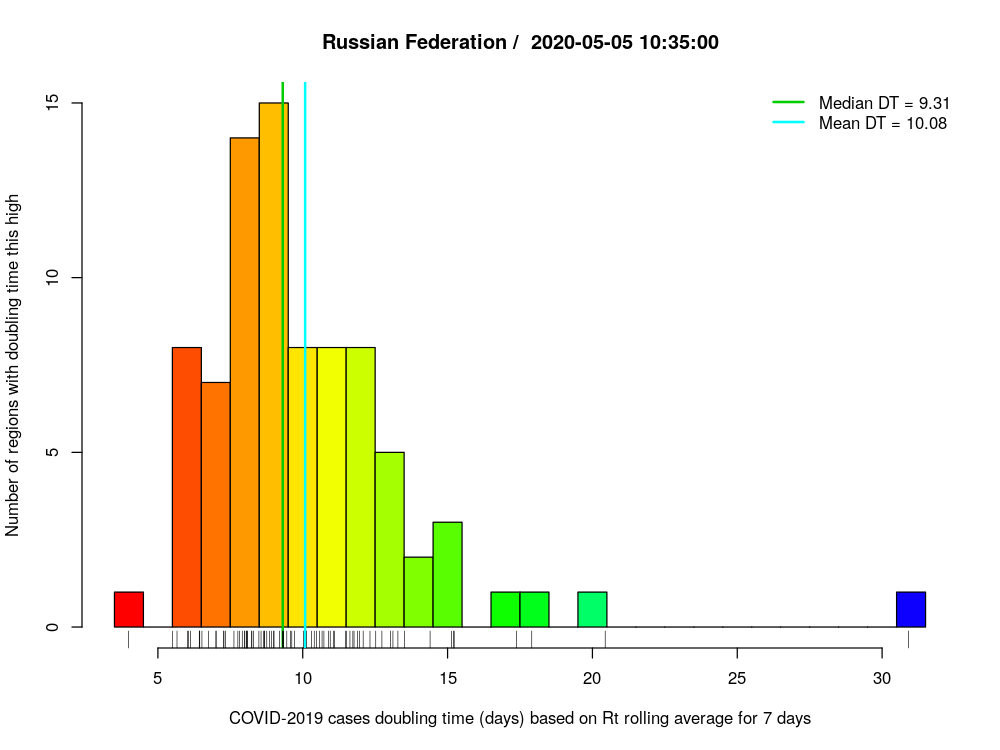 Russian Federation /  2020-05-05 10:35:00
Median DT = 9.31
Mean DT = 10.08
Number of regions with doubling time this high
15
10
5
0
5 10 15 20 25 30
COVID-2019 cases doubling time (days) based on Rt rolling average for 7 days